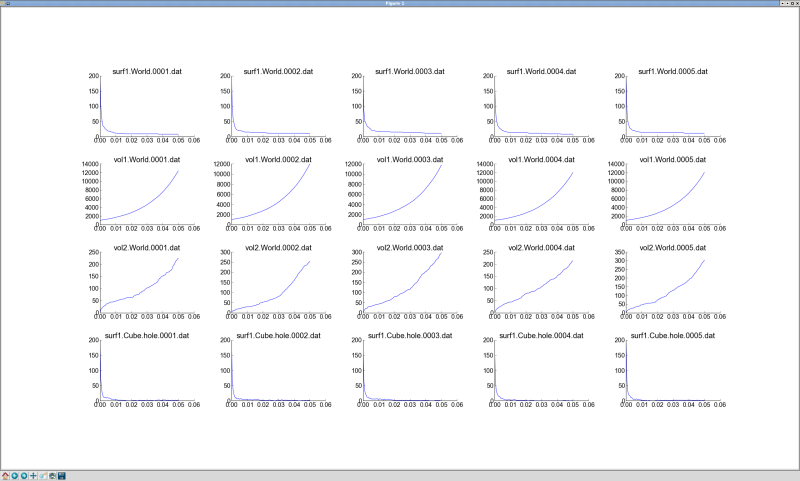 Figure 1
surf1.World.0001.dat surf1.World.0002.dat surf1.World.0003.dat surf1.World.0004.dat surf1.World.0005.dat
200 200 200 200 200
150 150 150 150 150
100 100 100 100 100
50 50 50 50 50
0 0 0 0 0
0.00 0.01 0.02 0.03 0.04 0.05 0.06 0.00 0.01 0.02 0.03 0.04 0.05 0.06 0.00 0.01 0.02 0.03 0.04 0.05 0.06 0.00 0.01 0.02 0.03 0.04 0.05 0.06 0.00 0.01 0.02 0.03 0.04 0.05 0.06
vol1.World.0001.dat vol1.World.0002.dat vol1.World.0003.dat vol1.World.0004.dat vol1.World.0005.dat
14000 12000 12000 14000 14000
12000 10000 10000 12000 12000
10000 8000 8000 10000 10000
8000 6000 6000 8000 8000
6000 4000 4000 6000 6000
4000 2000 2000 4000 4000
2000 0 0 2000 2000
0 0 0
0.00 0.01 0.02 0.03 0.04 0.05 0.06 0.00 0.01 0.02 0.03 0.04 0.05 0.06 0.00 0.01 0.02 0.03 0.04 0.05 0.06 0.00 0.01 0.02 0.03 0.04 0.05 0.06 0.00 0.01 0.02 0.03 0.04 0.05 0.06
vol2.World.0001.dat vol2.World.0002.dat vol2.World.0003.dat vol2.World.0004.dat vol2.World.0005.dat
250 300 300 250 350
200 250 250 200 300
150 200 200 150 250
100 150 150 100 200
50 100 100 50 150
0 50 50 0 100
0 0 50
0
0.00 0.01 0.02 0.03 0.04 0.05 0.06 0.00 0.01 0.02 0.03 0.04 0.05 0.06 0.00 0.01 0.02 0.03 0.04 0.05 0.06 0.00 0.01 0.02 0.03 0.04 0.05 0.06 0.00 0.01 0.02 0.03 0.04 0.05 0.06
surf1.Cube.hole.0001.dat surf1.Cube.hole.0002.dat surf1.Cube.hole.0003.dat surf1.Cube.hole.0004.dat surf1.Cube.hole.0005.dat
200 200 200 200 200
150 150 150 150 150
100 100 100 100 100
50 50 50 50 50
0 0 0 0 0
0.00 0.01 0.02 0.03 0.04 0.05 0.06 0.00 0.01 0.02 0.03 0.04 0.05 0.06 0.00 0.01 0.02 0.03 0.04 0.05 0.06 0.00 0.01 0.02 0.03 0.04 0.05 0.06 0.00 0.01 0.02 0.03 0.04 0.05 0.06